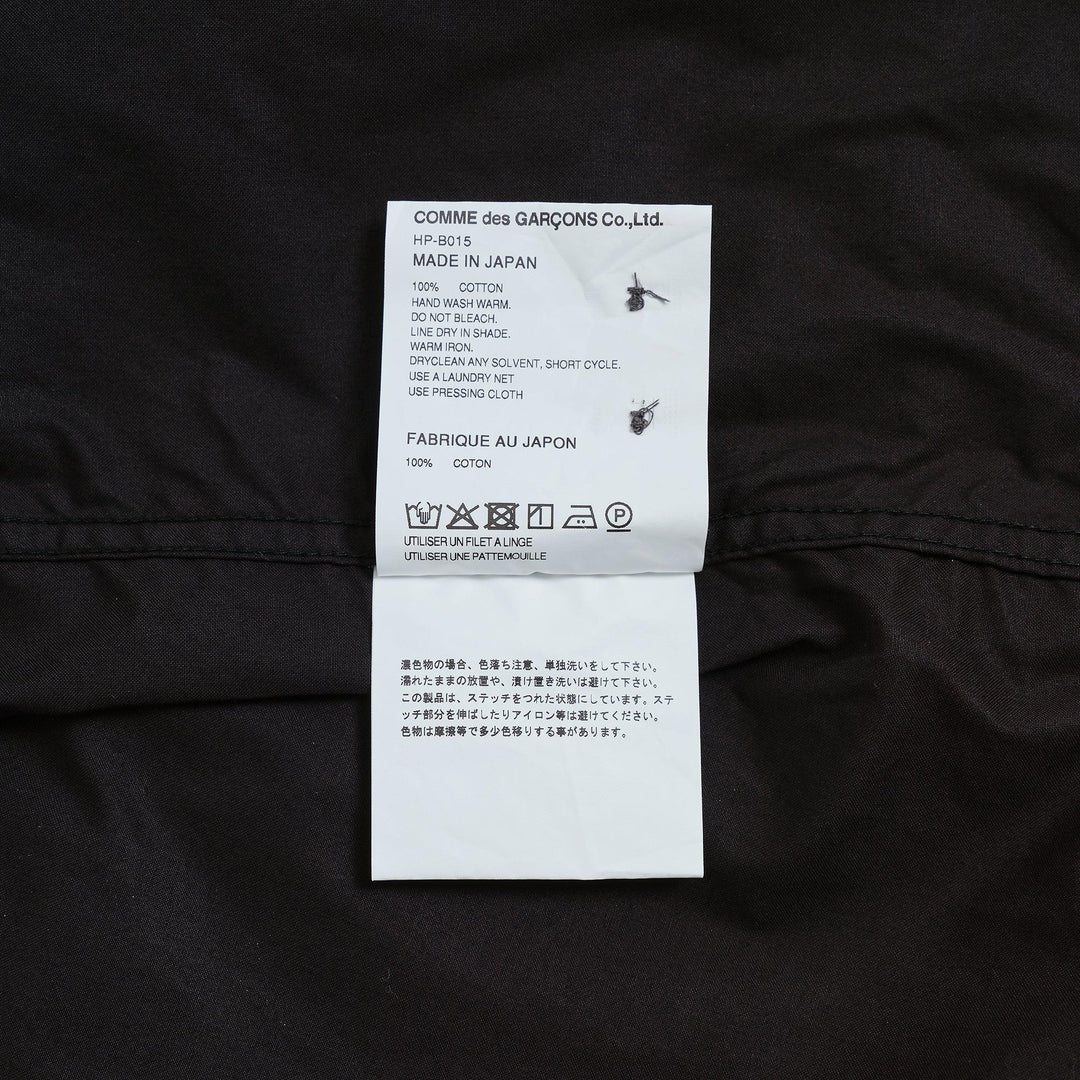 COMME des GARÇONS Co.,Ltd.
HP-B015
MADE IN JAPAN
100% COTTON
HAND WASH WARM.
DO NOT BLEACH.
LINE DRY IN SHADE.
WARM IRON.
DRYCLEAN ANY SOLVENT, SHORT CYCLE.
USE A LAUNDRY NET
USE PRESSING CLOTH
FABRIQUE AU JAPON
100% COTON
P
UTILISER UN FILET A LINGE
UTILISER UNE PATTEMOUILLE
濃色物の場合、色落ち注意、単独洗いをして下さい。
濡れたままの放置や、漬け置き洗いは避けて下さい。
この製品は、ステッチをつれた状態にしています。ステ
ッチ部分を伸ばしたりアイロン等は避けてください。
色物は摩擦等で多少色移りする事があります。